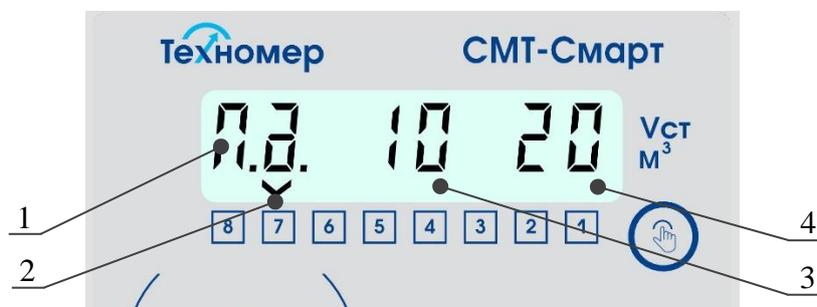 Техномер
СМТ-Смарт
П.д. 10 20
Vст
м³
8 7 6 5 4 3 2 1
1
2
4
3